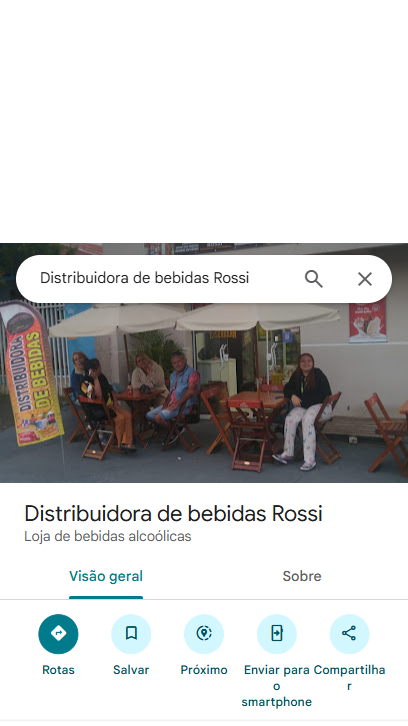 Distribuidora de bebidas Rossi
DISTRIBUIDORA
DE BEBIDAS
Distribuidora de bebidas Rossi
Loja de bebidas alcoólicas
Visão geral
Sobre
Rotas
Salvar
Próximo
Enviar para
o
smartphone
Compartilha
r